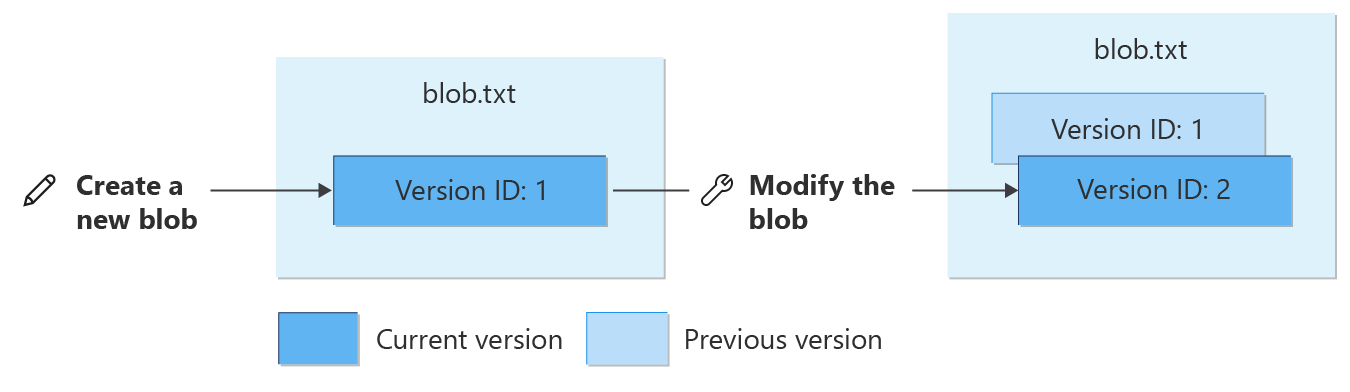 blob.txt
blob.txt
Version ID: 1
Create a
new blob
Version ID: 1
Modify the
blob
Version ID: 2
Current version
Previous version